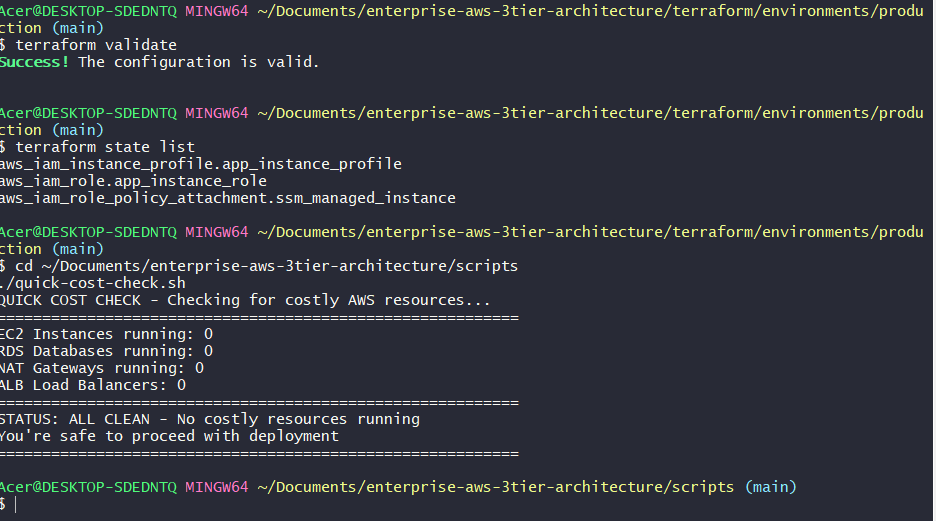 Acer@DESKTOP-SDEDNTQ MINGW64 ~/Documents/enterprise-aws-3tier-architecture/terraform/environments/produ
ction (main)
$ terraform validate
Success! The configuration is valid.
Acer@DESKTOP-SDEDNTQ MINGW64 ~/Documents/enterprise-aws-3tier-architecture/terraform/environments/produ
ction (main)
$ terraform state list
aws_iam_instance_profile.app_instance_profile
aws_iam_role.app_instance_role
aws_iam_role_policy_attachment.ssm_managed_instance
Acer@DESKTOP-SDEDNTQ MINGW64 ~/Documents/enterprise-aws-3tier-architecture/terraform/environments/produ
ction (main)
$ cd ~/Documents/enterprise-aws-3tier-architecture/scripts
./quick-cost-check.sh
QUICK COST CHECK - Checking for costly AWS resources...
==========================================================
EC2 Instances running: 0
RDS Databases running: 0
NAT Gateways running: 0
ALB Load Balancers: 0
==========================================================
STATUS: ALL CLEAN - No costly resources running
You're safe to proceed with deployment
==========================================================
Acer@DESKTOP-SDEDNTQ MINGW64 ~/Documents/enterprise-aws-3tier-architecture/scripts (main)
$